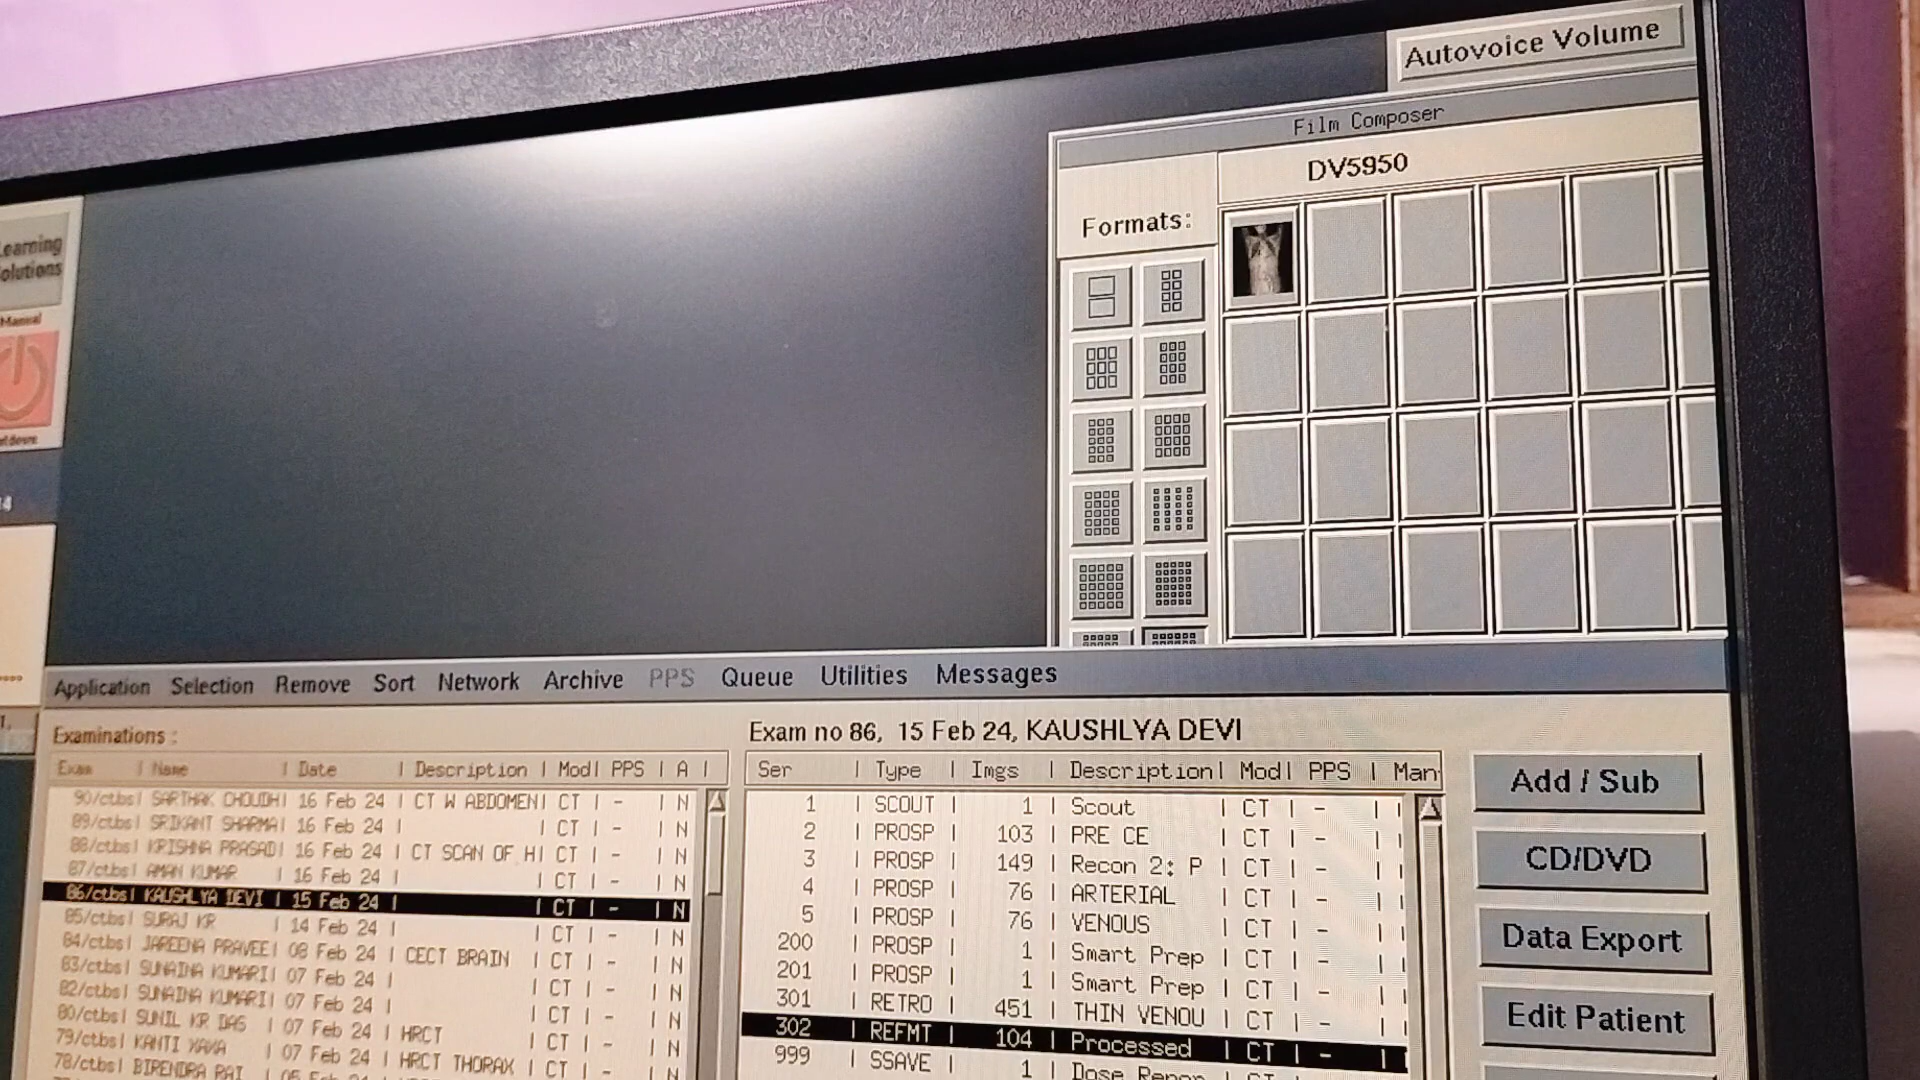 Autovoice Volume
Film Composer
DV5950
Formats:
Learning
Solutions
Manual
Application Selection Remove Sort Network Archive PPS Queue Utilities Messages
Examinations :
Exam | Name | Date | Description | Mod | PPS | A |
90/ctbs | SARTHAK CHOUDH | 16 Feb 24 | CT W ABDOMEN | CT | - | N
89/ctbs | SRIKANT SHARMA | 16 Feb 24 | | CT | - | N
88/ctbs | KRISHNA PRASAD | 16 Feb 24 | CT SCAN OF H | CT | - | N
87/ctbs | AMAN KUMAR | 16 Feb 24 | | CT | - | N
86/ctbs | KAUSHLYA DEVI | 15 Feb 24 | | CT | - | N
85/ctbs | SURAJ KR | 14 Feb 24 | | CT | - | N
84/ctbs | JAREENA PRAVEE | 08 Feb 24 | CECT BRAIN | CT | - | N
83/ctbs | SUNAINA KUMARI | 07 Feb 24 | | CT | - | N
82/ctbs | SUNAINA KUMARI | 07 Feb 24 | | CT | - | N
80/ctbs | SUNIL KR DAS | 07 Feb 24 | HRCT | CT | - | N
79/ctbs | KANTI | 07 Feb 24 | HRCT THORAX | CT | - | N
78/ctbs | BIRENDRA RAI | 05 Feb 24
Exam no 86, 15 Feb 24, KAUSHLYA DEVI
Ser | Type | Imgs | Description | Mod | PPS | Man
1 | SCOUT | 1 | Scout | CT | - |
2 | PROSP | 103 | PRE CE | CT | - |
3 | PROSP | 149 | Recon 2: P | CT | - |
4 | PROSP | 76 | ARTERIAL | CT | - |
5 | PROSP | 76 | VENOUS | CT | - |
200 | PROSP | 1 | Smart Prep | CT | - |
201 | PROSP | 1 | Smart Prep | CT | - |
301 | RETRO | 451 | THIN VENOU | CT | - |
302 | REFMT | 104 | Processed | CT | - |
999 | SSAVE | 1 | Dose Repor | CT | -
Add / Sub
CD/DVD
Data Export
Edit Patient